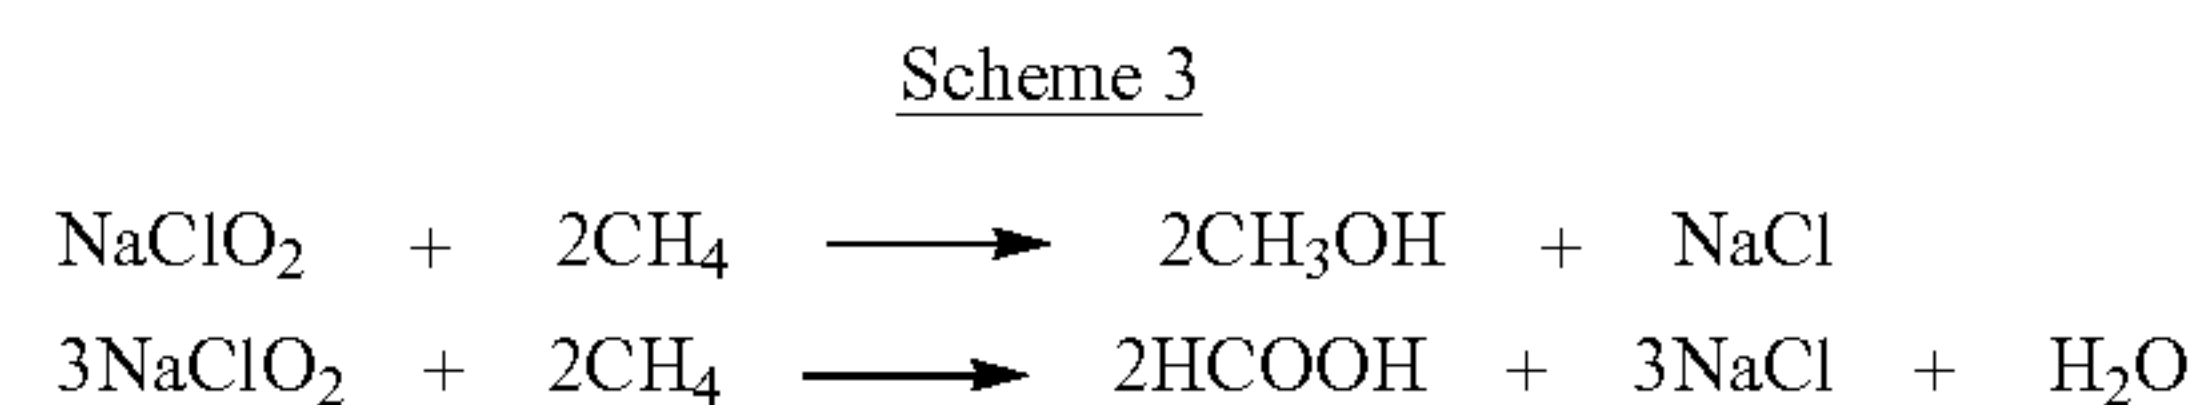 Scheme 3
NaClO₂ + 2CH₄ ⟶ 2CH₃OH + NaCl
3NaClO₂ + 2CH₄ ⟶ 2HCOOH + 3NaCl + H₂O